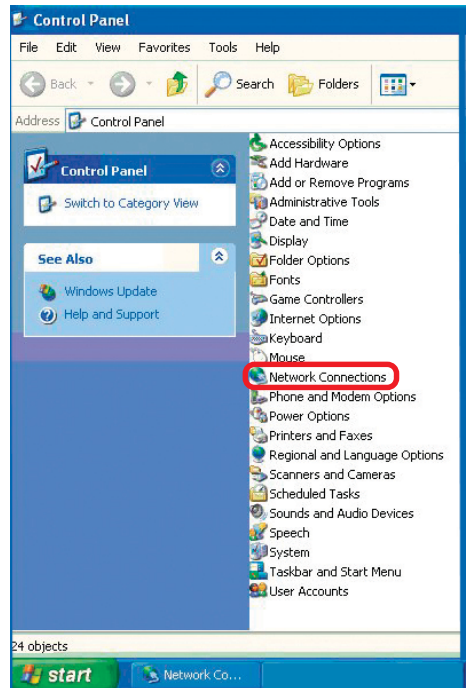 Control Panel
File Edit View Favorites Tools Help
Back Search Folders
Address Control Panel
Control Panel
Switch to Category View
See Also
Windows Update
Help and Support
Accessibility Options
Add Hardware
Add or Remove Programs
Administrative Tools
Date and Time
Display
Folder Options
Fonts
Game Controllers
Internet Options
Keyboard
Mouse
Network Connections
Phone and Modem Options
Power Options
Printers and Faxes
Regional and Language Options
Scanners and Cameras
Scheduled Tasks
Sounds and Audio Devices
Speech
System
Taskbar and Start Menu
User Accounts
24 objects
start Network Co...